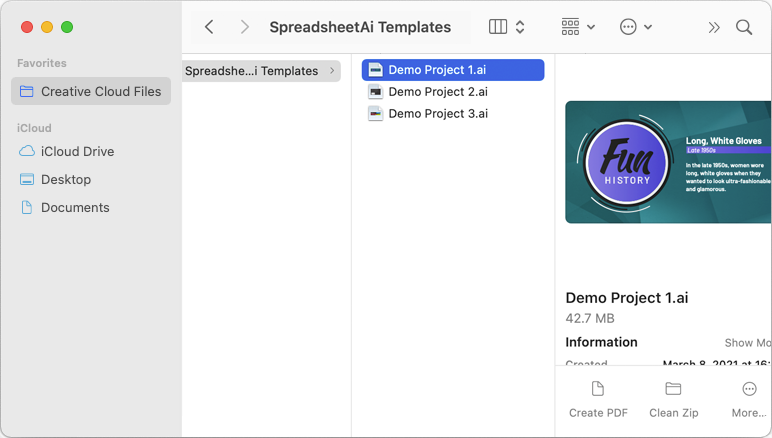 SpreadsheetAi Templates
Favorites
Creative Cloud Files
iCloud
iCloud Drive
Desktop
Documents
Spreadshe...i Templates
Demo Project 1.ai
Demo Project 2.ai
Demo Project 3.ai
Fun
HISTORY
Long, White Gloves
Late 1950s
In the late 1950s, women wore
long, white gloves when they
wanted to look ultra-fashionable
and glamorous.
Demo Project 1.ai
42.7 MB
Information
Show Mo
Created
March 8, 2021 at 16:
Create PDF
Clean Zip
More...